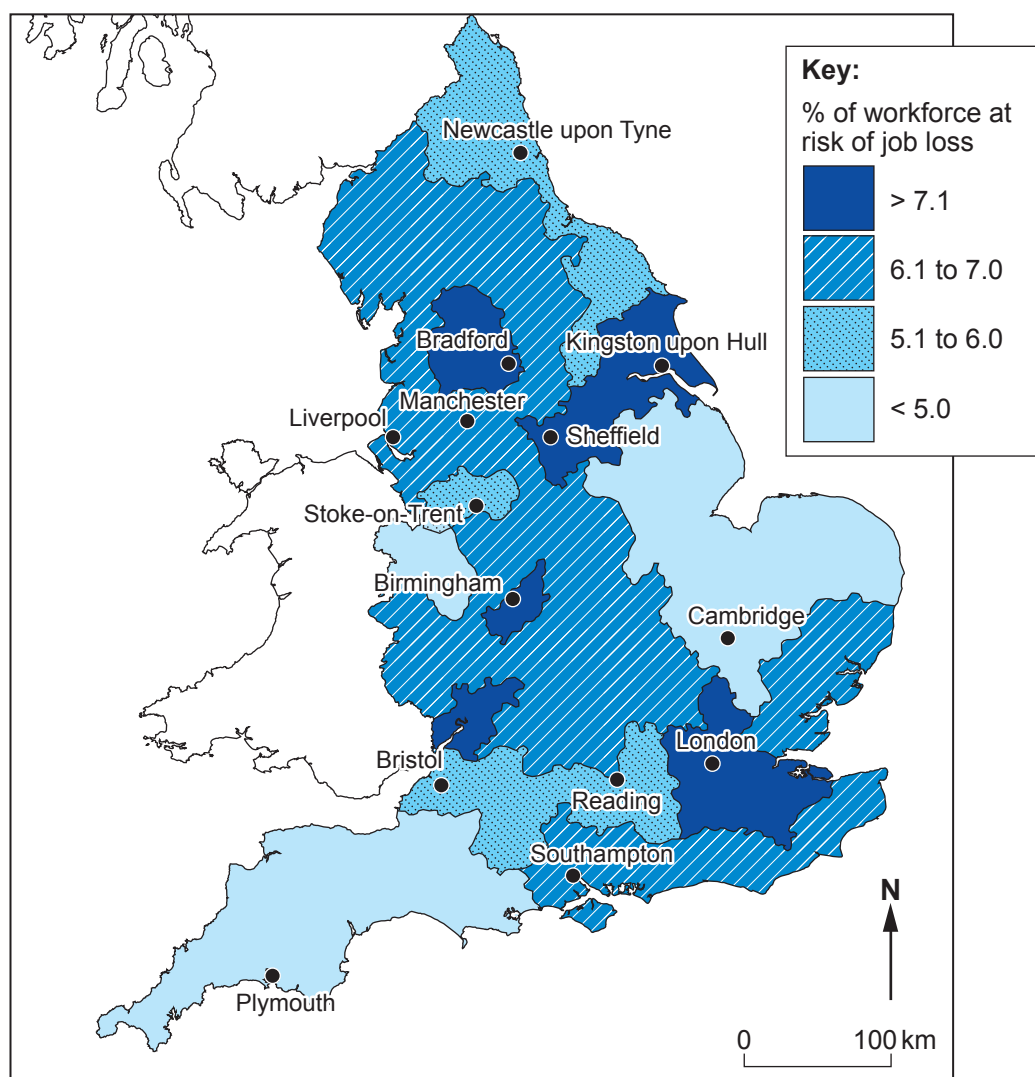 Key:
% of workforce at
risk of job loss
> 7.1
6.1 to 7.0
5.1 to 6.0
< 5.0
Newcastle upon Tyne
Bradford
Kingston upon Hull
Manchester
Liverpool
Sheffield
Stoke-on-Trent
Birmingham
Cambridge
London
Bristol
Reading
Southampton
N
Plymouth
0 100 km